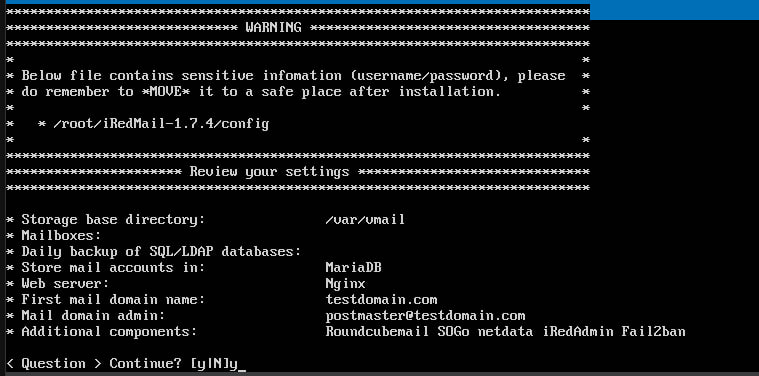 *************************************************************************
***************************** WARNING ***********************************
*************************************************************************
*                                                                       *
* Below file contains sensitive infomation (username/password), please  *
* do remember to *MOVE* it to a safe place after installation.          *
*                                                                       *
*   * /root/iRedMail-1.7.4/config
*                                                                       *
*************************************************************************
********************** Review your settings *****************************
*************************************************************************
* Storage base directory:               /var/vmail
* Mailboxes:
* Daily backup of SQL/LDAP databases:
* Store mail accounts in:               MariaDB
* Web server:                           Nginx
* First mail domain name:               testdomain.com
* Mail domain admin:                    postmaster@testdomain.com
* Additional components:                Roundcubemail SOGo netdata iRedAdmin Fail2ban
< Question > Continue? [y|N]y_